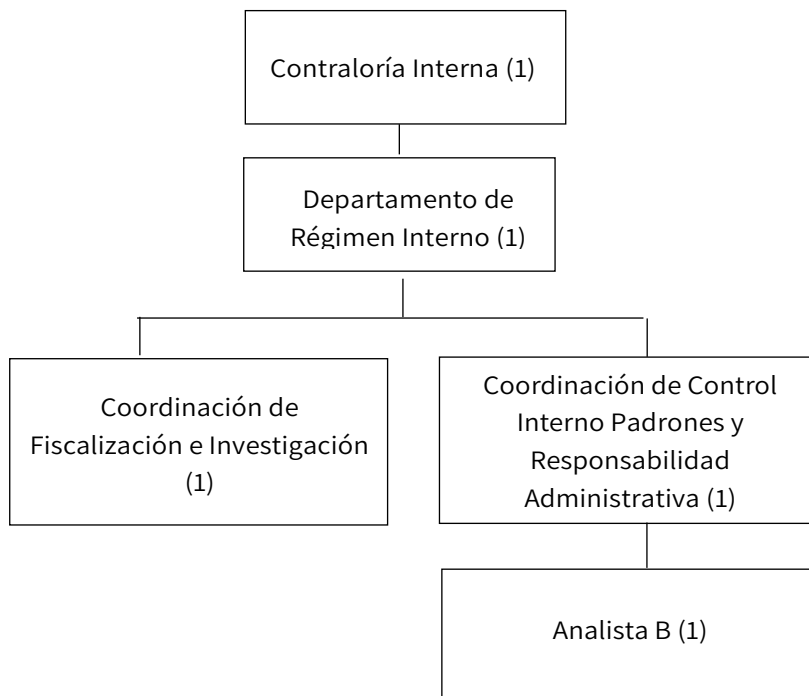 Contraloría Interna (1)
Departamento de
Régimen Interno (1)
Coordinación de
Fiscalización e Investigación
(1)
Coordinación de Control
Interno Padrones y
Responsabilidad
Administrativa (1)
Analista B (1)